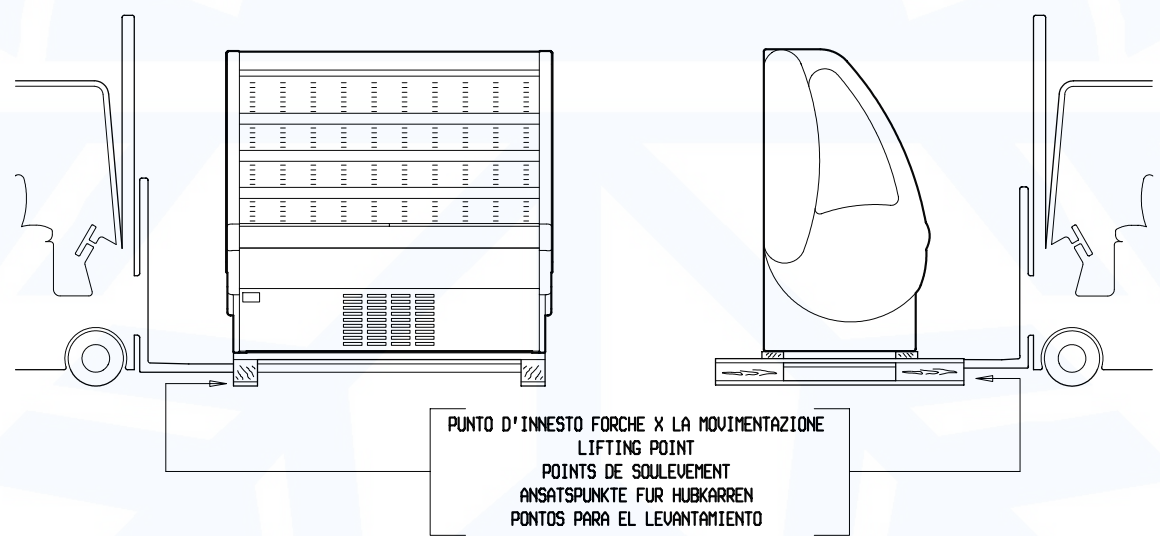 PUNTO D'INNESTO FORCHE X LA MOVIMENTAZIONE
LIFTING POINT
POINTS DE SOULEVEMENT
ANSATSPUNKTE FUR HUBKARREN
PONTOS PARA EL LEVANTAMIENTO